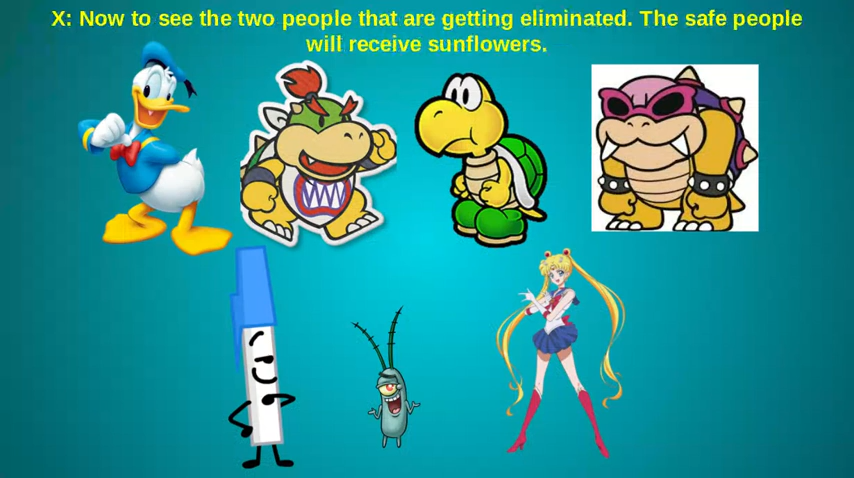 X: Now to see the two people that are getting eliminated. The safe people
will receive sunflowers.